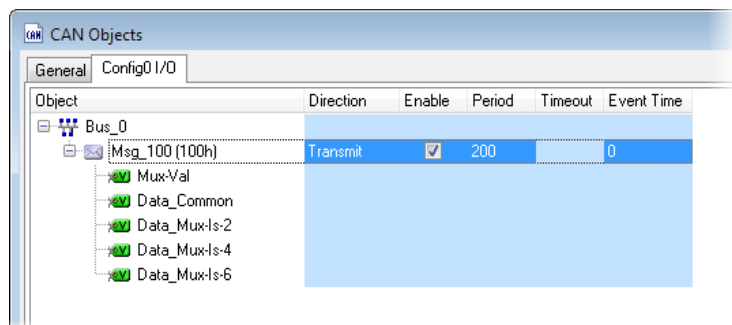 CAN CAN Objects
General Config0 I/O
Object Direction Enable Period Timeout Event Time
Bus_0
Msg_100 (100h) Transmit 200 0
Mux-Val
Data_Common
Data_Mux-Is-2
Data_Mux-Is-4
Data_Mux-Is-6